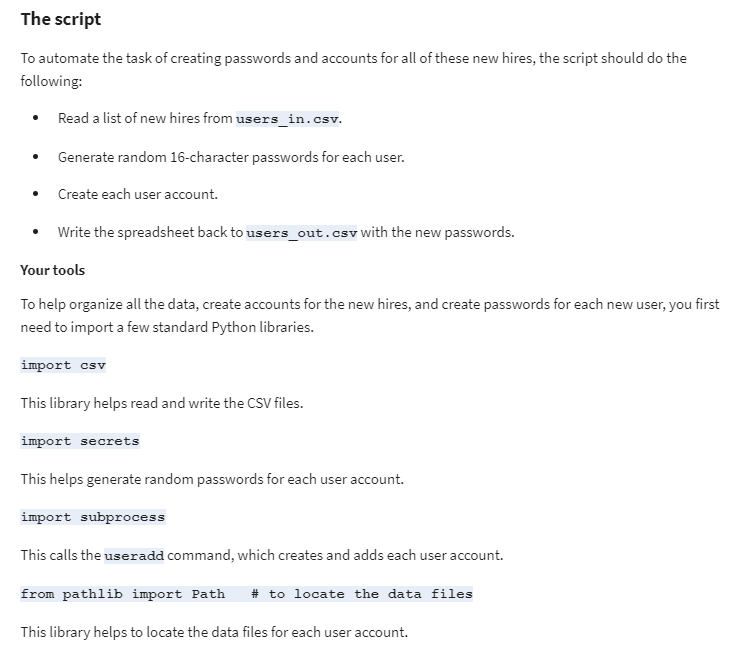 The script
To automate the task of creating passwords and accounts for all of these new hires, the script should do the
following:
• Read a list of new hires from users_in.csv.
• Generate random 16-character passwords for each user.
• Create each user account.
• Write the spreadsheet back to users_out.csv with the new passwords.
Your tools
To help organize all the data, create accounts for the new hires, and create passwords for each new user, you first
need to import a few standard Python libraries.
import csv
This library helps read and write the CSV files.
import secrets
This helps generate random passwords for each user account.
import subprocess
This calls the useradd command, which creates and adds each user account.
from pathlib import Path   # to locate the data files
This library helps to locate the data files for each user account.